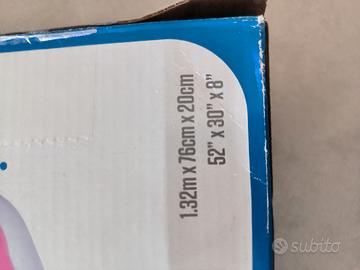 1.32m x 76cm x 20cm
52" x 30" x 8"
subito